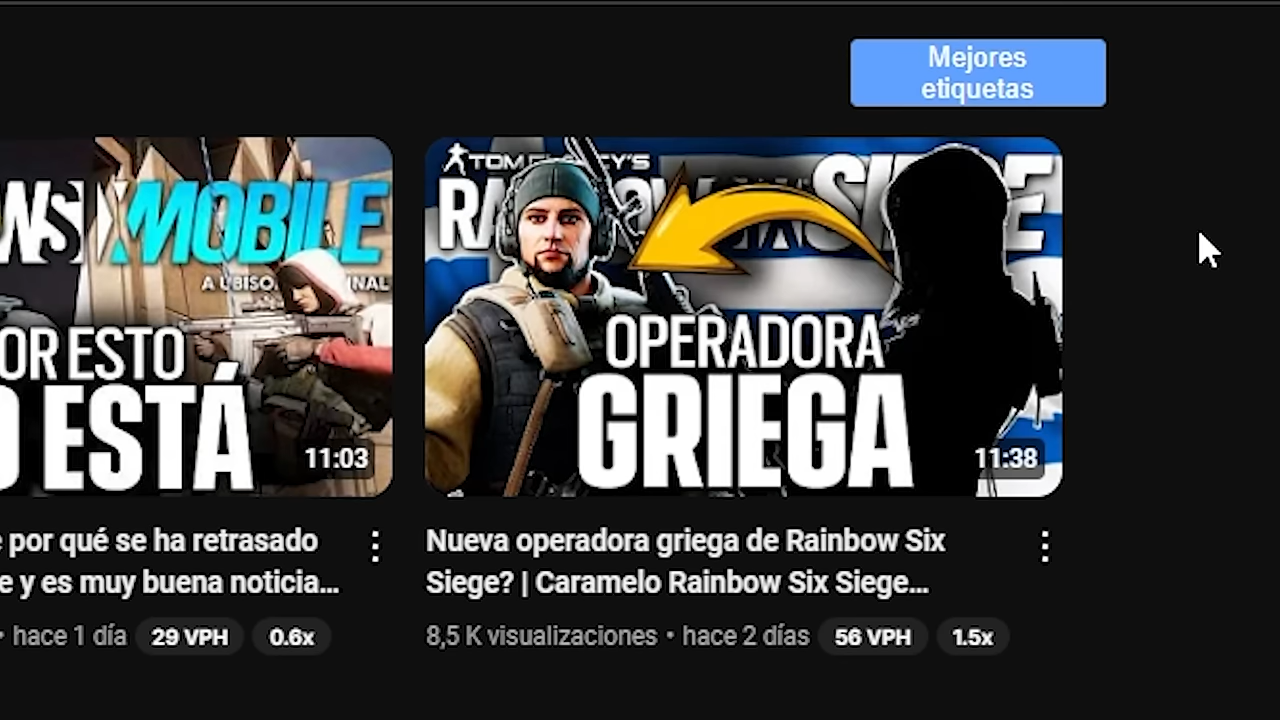 Mejores
etiquetas
MOBILE
OR ESTO
O ESTÁ
11:03
TOM CLANCY'S
SIEGE
OPERADORA
GRIEGA
11:38
e por qué se ha retrasado
e y es muy buena noticia...
• hace 1 día 29 VPH 0.6x
Nueva operadora griega de Rainbow Six
Siege? | Caramelo Rainbow Six Siege...
8,5 K visualizaciones • hace 2 días 56 VPH 1.5x